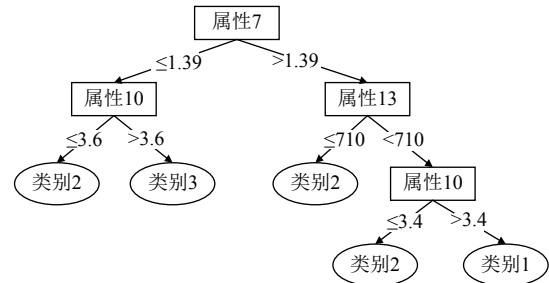 属性7
≤1.39 >1.39
属性10 属性13
≤3.6 >3.6 ≤710 <710
类别2 类别3 类别2 属性10
≤3.4 >3.4
类别2 类别1